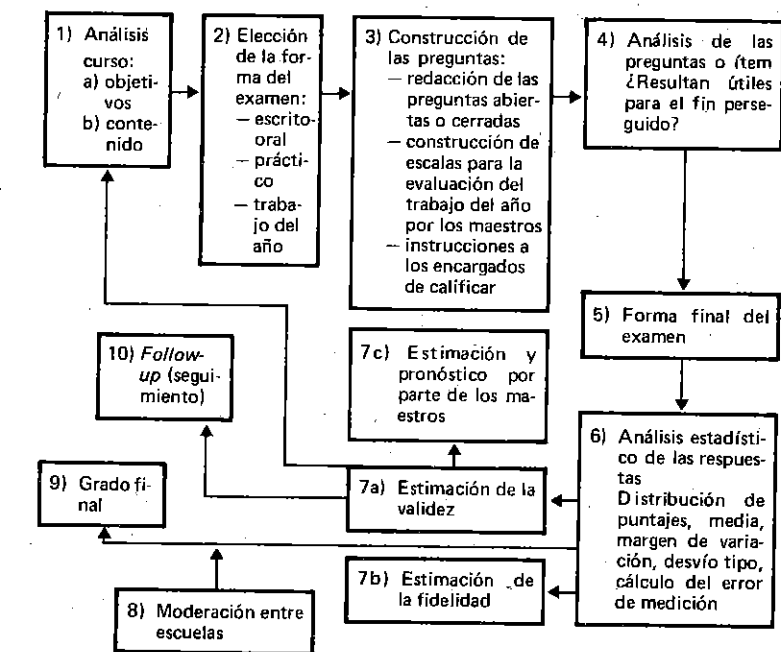 1) Análisis
curso:
a) objeti-
vos
b) conte-
nido
2) Elección
de la for-
ma del
examen:
— escrito-
oral
— prácti-
co
— traba-
jo del
año
3) Construcción de
las preguntas:
— redacción de las
preguntas abier-
tas o cerradas
— construcción de
escalas para la
evaluación del
trabajo del año
por los maestros
— instrucciones a
los encargados
de calificar
4) Análisis de las
preguntas o ítem
¿Resultan útiles
para el fin perse-
guido?
5) Forma final del
examen
10) Follow-
up (segui-
miento)
7c) Estimación y
pronóstico por
parte de los ma-
estros
6) Análisis estadísti-
co de las respues-
tas
Distribución de
puntajes, media,
margen de varia-
ción, desvío tipo,
cálculo del error
de medición
9) Grado fi-
nal
7a) Estimación de la
validez
7b) Estimación de
la fidelidad
8) Moderación entre
escuelas